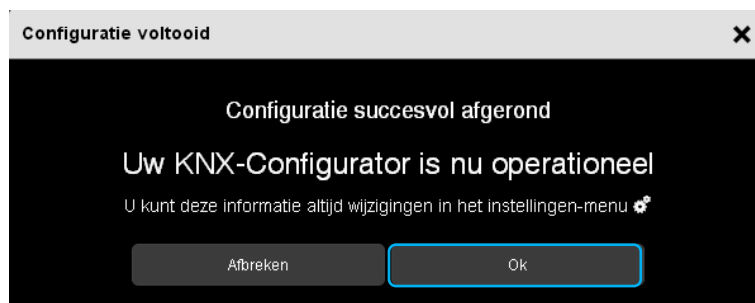 Configuratie voltooid
Configuratie succesvol afgerond
Uw KNX-Configurator is nu operationeel
U kunt deze informatie altijd wijzigingen in het instellingen-menu
Afbreken Ok